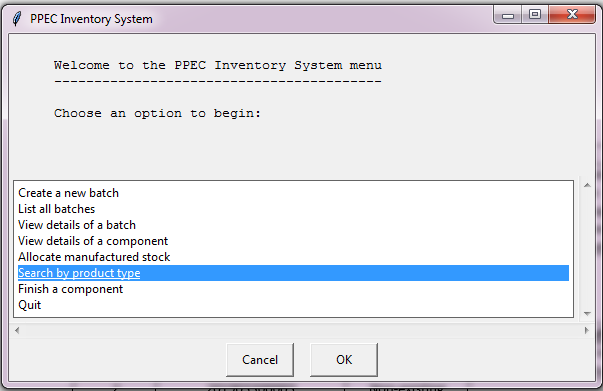 PPEC Inventory System
Welcome to the PPEC Inventory System menu
-----------------------------------------
Choose an option to begin:
Create a new batch
List all batches
View details of a batch
View details of a component
Allocate manufactured stock
Search by product type
Finish a component
Quit
Cancel OK